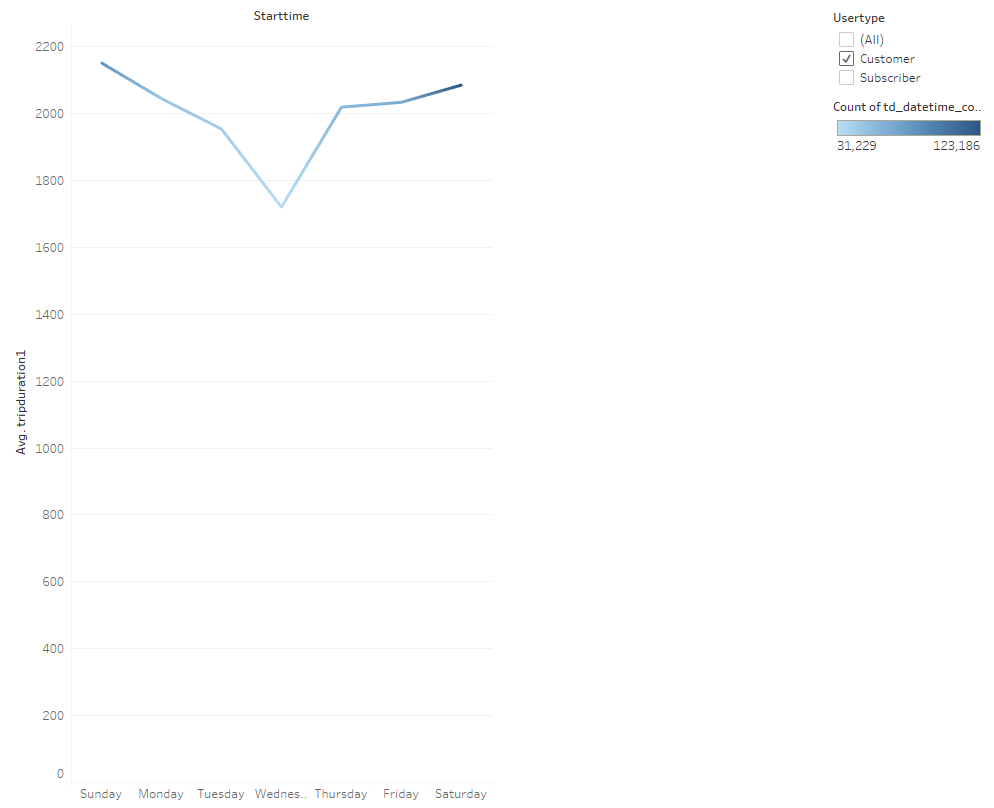 Starttime
2200
2000
1800
1600
1400
1200
1000
800
600
400
200
0
Avg. tripduration1
Sunday Monday Tuesday Wednes.. Thursday Friday Saturday
Usertype
(All)
Customer
Subscriber
Count of td_datetime_co..
31,229 123,186